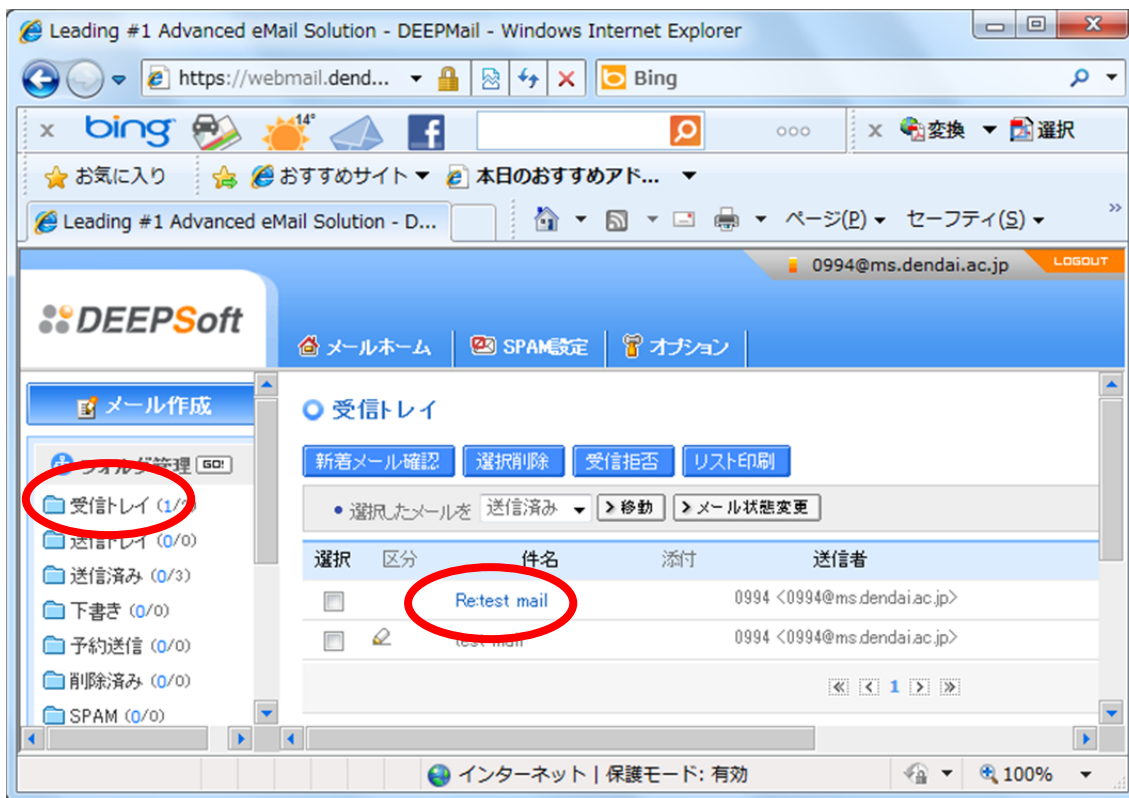 Leading #1 Advanced eMail Solution - DEEPMail - Windows Internet Explorer
https://webmail.dend... Bing
bing 14° 変換 選択
お気に入り おすすめサイト 本日のおすすめアド...
Leading #1 Advanced eMail Solution - D... ページ(P) セーフティ(S) »
0994@ms.dendai.ac.jp LOGOUT
DEEPSoft
メールホーム SPAM設定 オプション
メール作成
フォルダ管理 GO!
受信トレイ (1/
送信トレイ (0/0)
送信済み (0/3)
下書き (0/0)
予約送信 (0/0)
削除済み (0/0)
SPAM (0/0)
受信トレイ
新着メール確認 選択削除 受信拒否 リスト印刷
選択したメールを 送信済み 移動 メール状態変更
選択 区分 件名 添付 送信者
Re:test mail 0994 <0994@ms.dendai.ac.jp>
test mail 0994 <0994@ms.dendai.ac.jp>
1
インターネット | 保護モード: 有効 100%